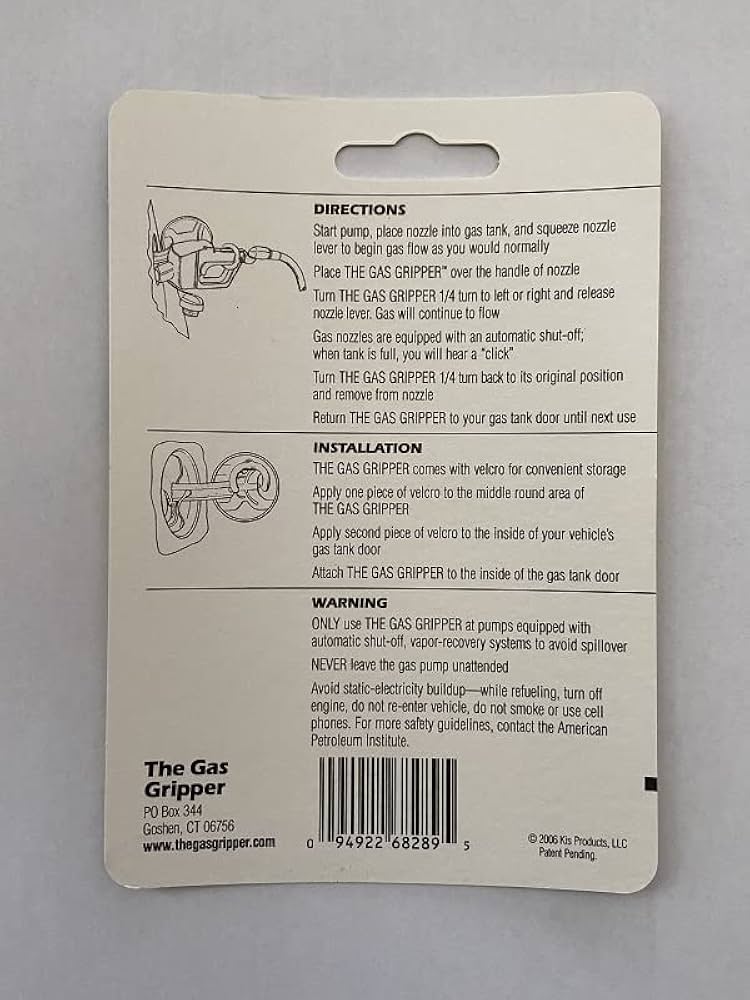 DIRECTIONS
Start pump, place nozzle into gas tank, and squeeze nozzle
lever to begin gas flow as you would normally
Place THE GAS GRIPPER™ over the handle of nozzle
Turn THE GAS GRIPPER 1/4 turn to left or right and release
nozzle lever. Gas will continue to flow
Gas nozzles are equipped with an automatic shut-off;
when tank is full, you will hear a "click"
Turn THE GAS GRIPPER 1/4 turn back to its original position
and remove from nozzle
Return THE GAS GRIPPER to your gas tank door until next use
INSTALLATION
THE GAS GRIPPER comes with velcro for convenient storage
Apply one piece of velcro to the middle round area of
THE GAS GRIPPER
Apply second piece of velcro to the inside of your vehicle's
gas tank door
Attach THE GAS GRIPPER to the inside of the gas tank door
WARNING
ONLY use THE GAS GRIPPER at pumps equipped with
automatic shut-off, vapor-recovery systems to avoid spillover
NEVER leave the gas pump unattended
Avoid static-electricity buildup—while refueling, turn off
engine, do not re-enter vehicle, do not smoke or use cell
phones. For more safety guidelines, contact the American
Petroleum Institute.
The Gas
Gripper
PO Box 344
Goshen, CT 06756
www.thegasgripper.com
0 94922 68289 5
© 2006 Kis Products, LLC
Patent Pending.